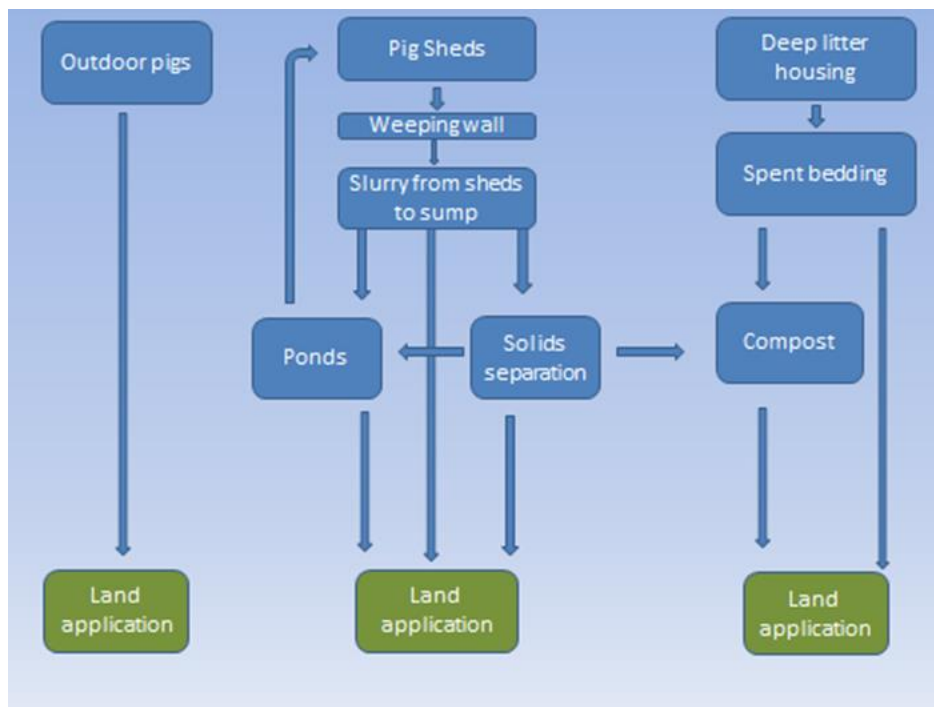 Outdoor pigs
Pig Sheds
Deep litter
housing
Weeping wall
Spent bedding
Slurry from sheds
to sump
Ponds
Solids
separation
Compost
Land
application
Land
application
Land
application